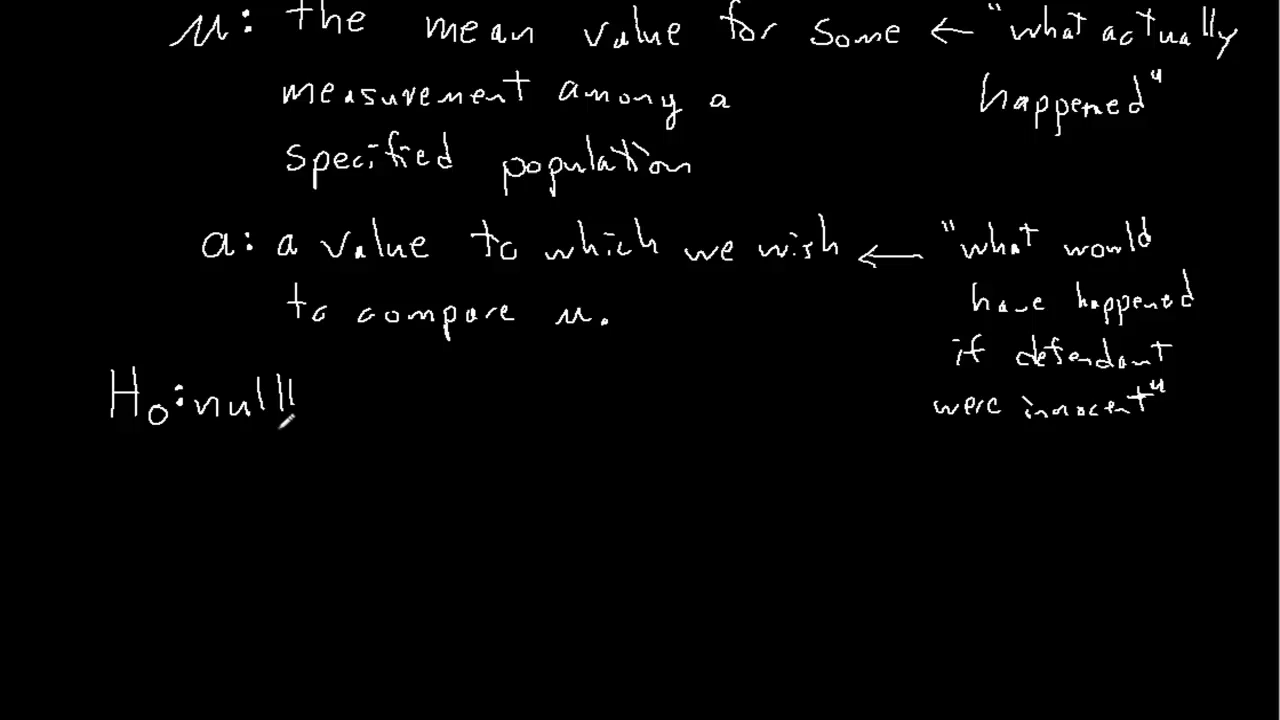 μ: the mean value for some ← "what actually
measurement among a happened"
specified population
a: a value to which we wish ← "what would
to compare μ. have happened
if defendant
were innocent"
H₀: null